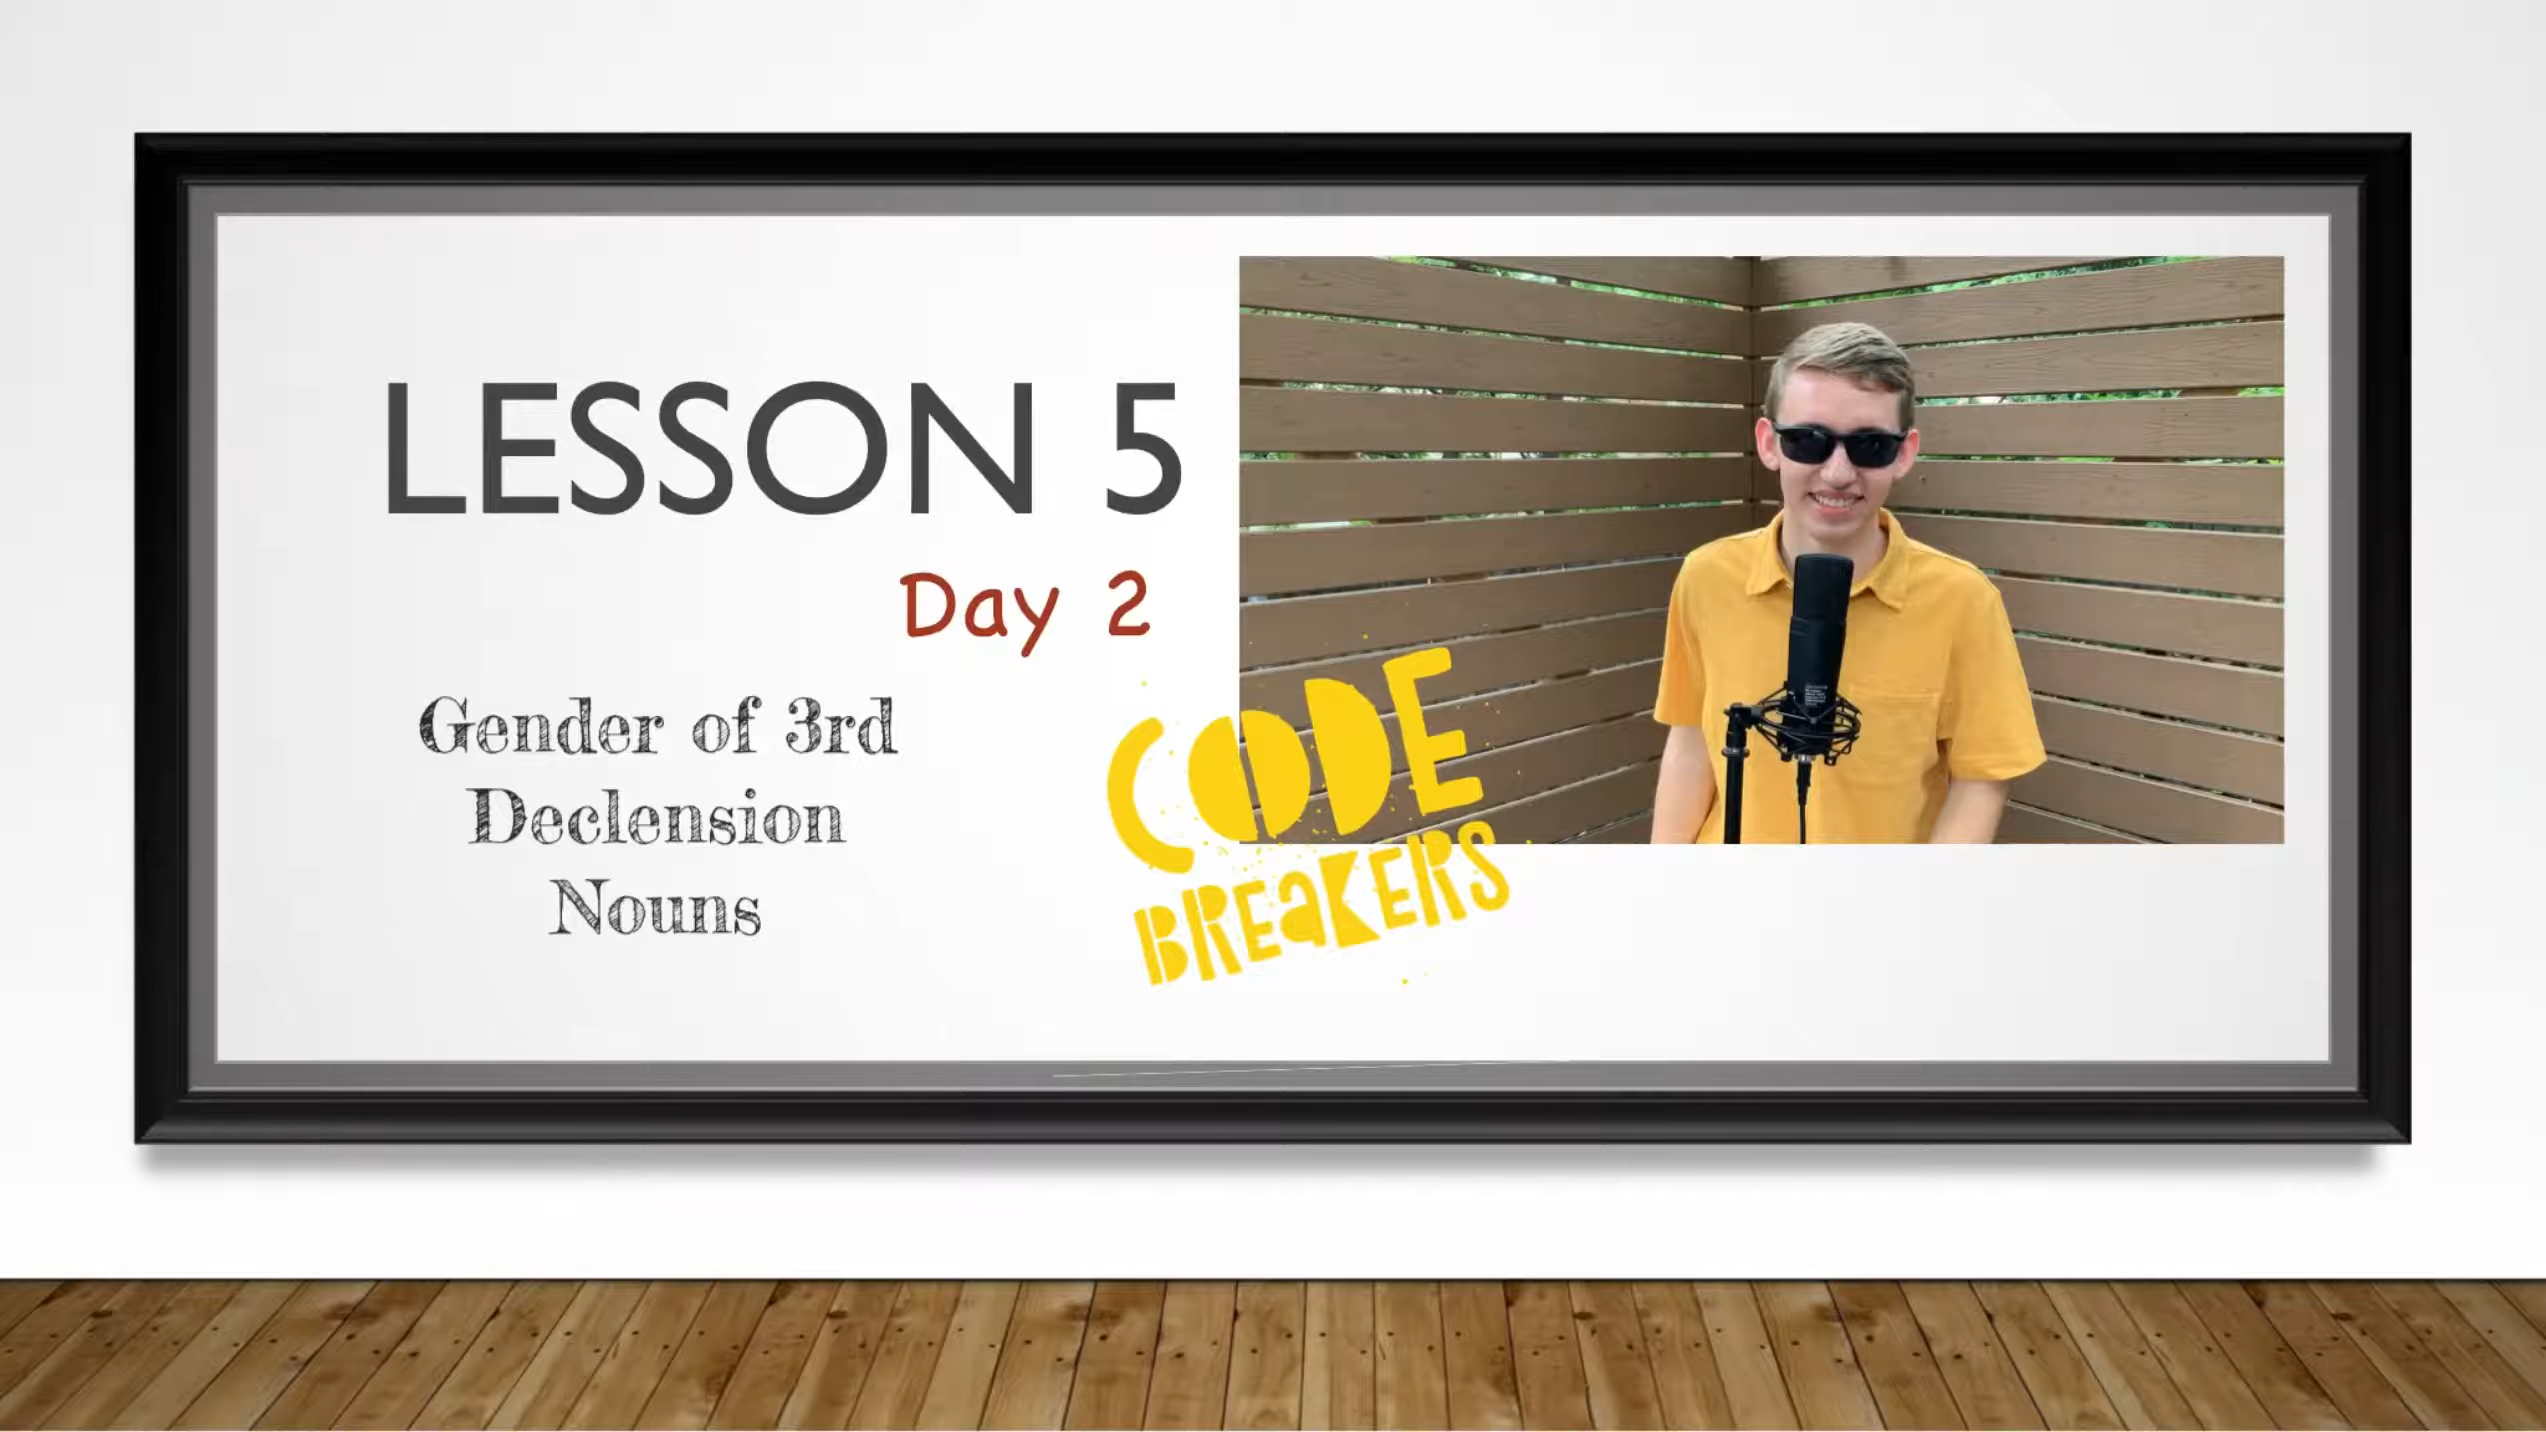 LESSON 5
Day 2
Gender of 3rd
Declension
Nouns
CODE
BREaKERS